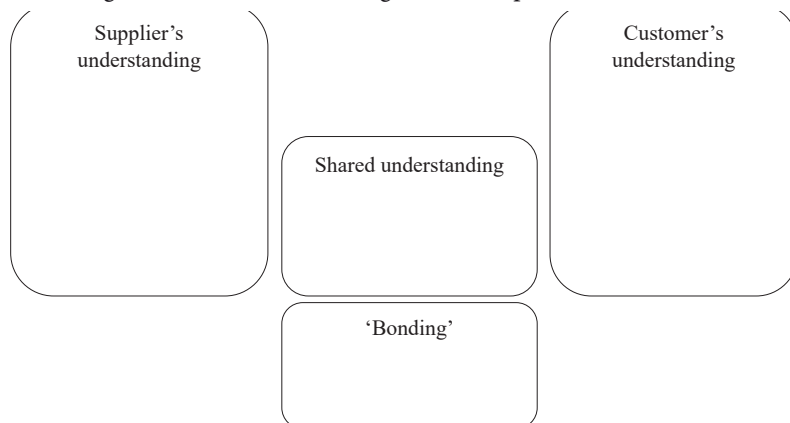 Supplier’s
understanding
Customer’s
understanding
Shared understanding
‘Bonding’